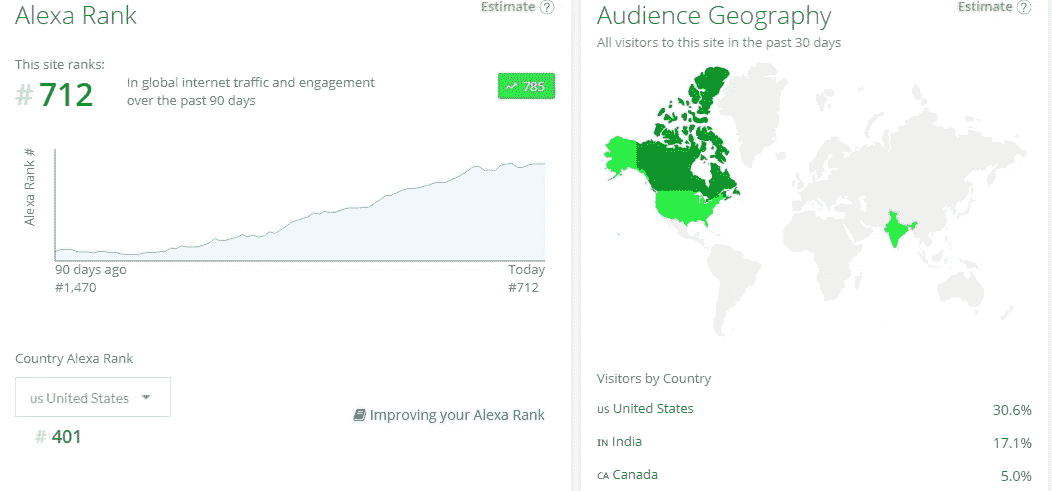 Alexa Rank
Estimate ?
This site ranks:
# 712
In global internet traffic and engagement
over the past 90 days
785
Alexa Rank #
90 days ago
#1,470
Today
#712
Country Alexa Rank
us United States
# 401
Improving your Alexa Rank
Audience Geography
Estimate ?
All visitors to this site in the past 30 days
Visitors by Country
us United States 30.6%
IN India 17.1%
CA Canada 5.0%